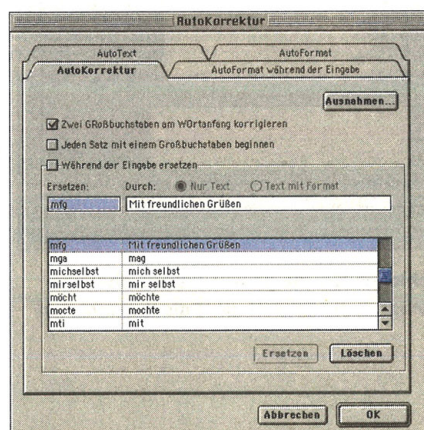 AutoKorrektur
AutoText AutoFormat
AutoKorrektur AutoFormat während der Eingabe
Ausnahmen...
Zwei GRoßbuchstaben am WOrtanfang korrigieren
Jeden Satz mit einem Großbuchstaben beginnen
Während der Eingabe ersetzen
Ersetzen: Durch: Nur Text Text mit Format
mfg Mit freundlichen Grüßen
mfg Mit freundlichen Grüßen
mga mag
michselbst mich selbst
mirselbst mir selbst
möcht möchte
mocte mochte
mti mit
Ersetzen Löschen
Abbrechen OK